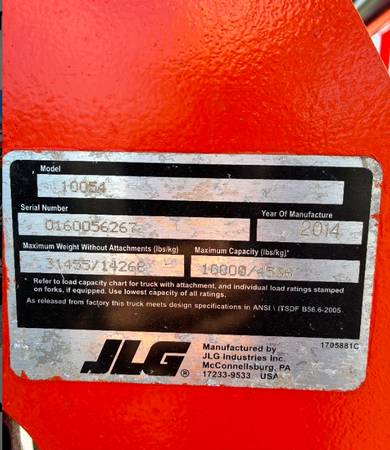 Model
10054
Serial Number
Year Of Manufacture
0160056267
2014
Maximum Weight Without Attachments (lbs/kg)
Maximum Capacity (lbs/kg)*
31455/14268
10000/4536
Refer to load capacity chart for truck with attachment, and individual load ratings stamped
on forks, if equipped. Use lowest capacity of all ratings.
As released from factory this truck meets design specifications in ANSI \ ITSDF B56.6-2005
1705881C
JLG®
Manufactured by
JLG Industries Inc.
McConnellsburg, PA
17233-9533 USA